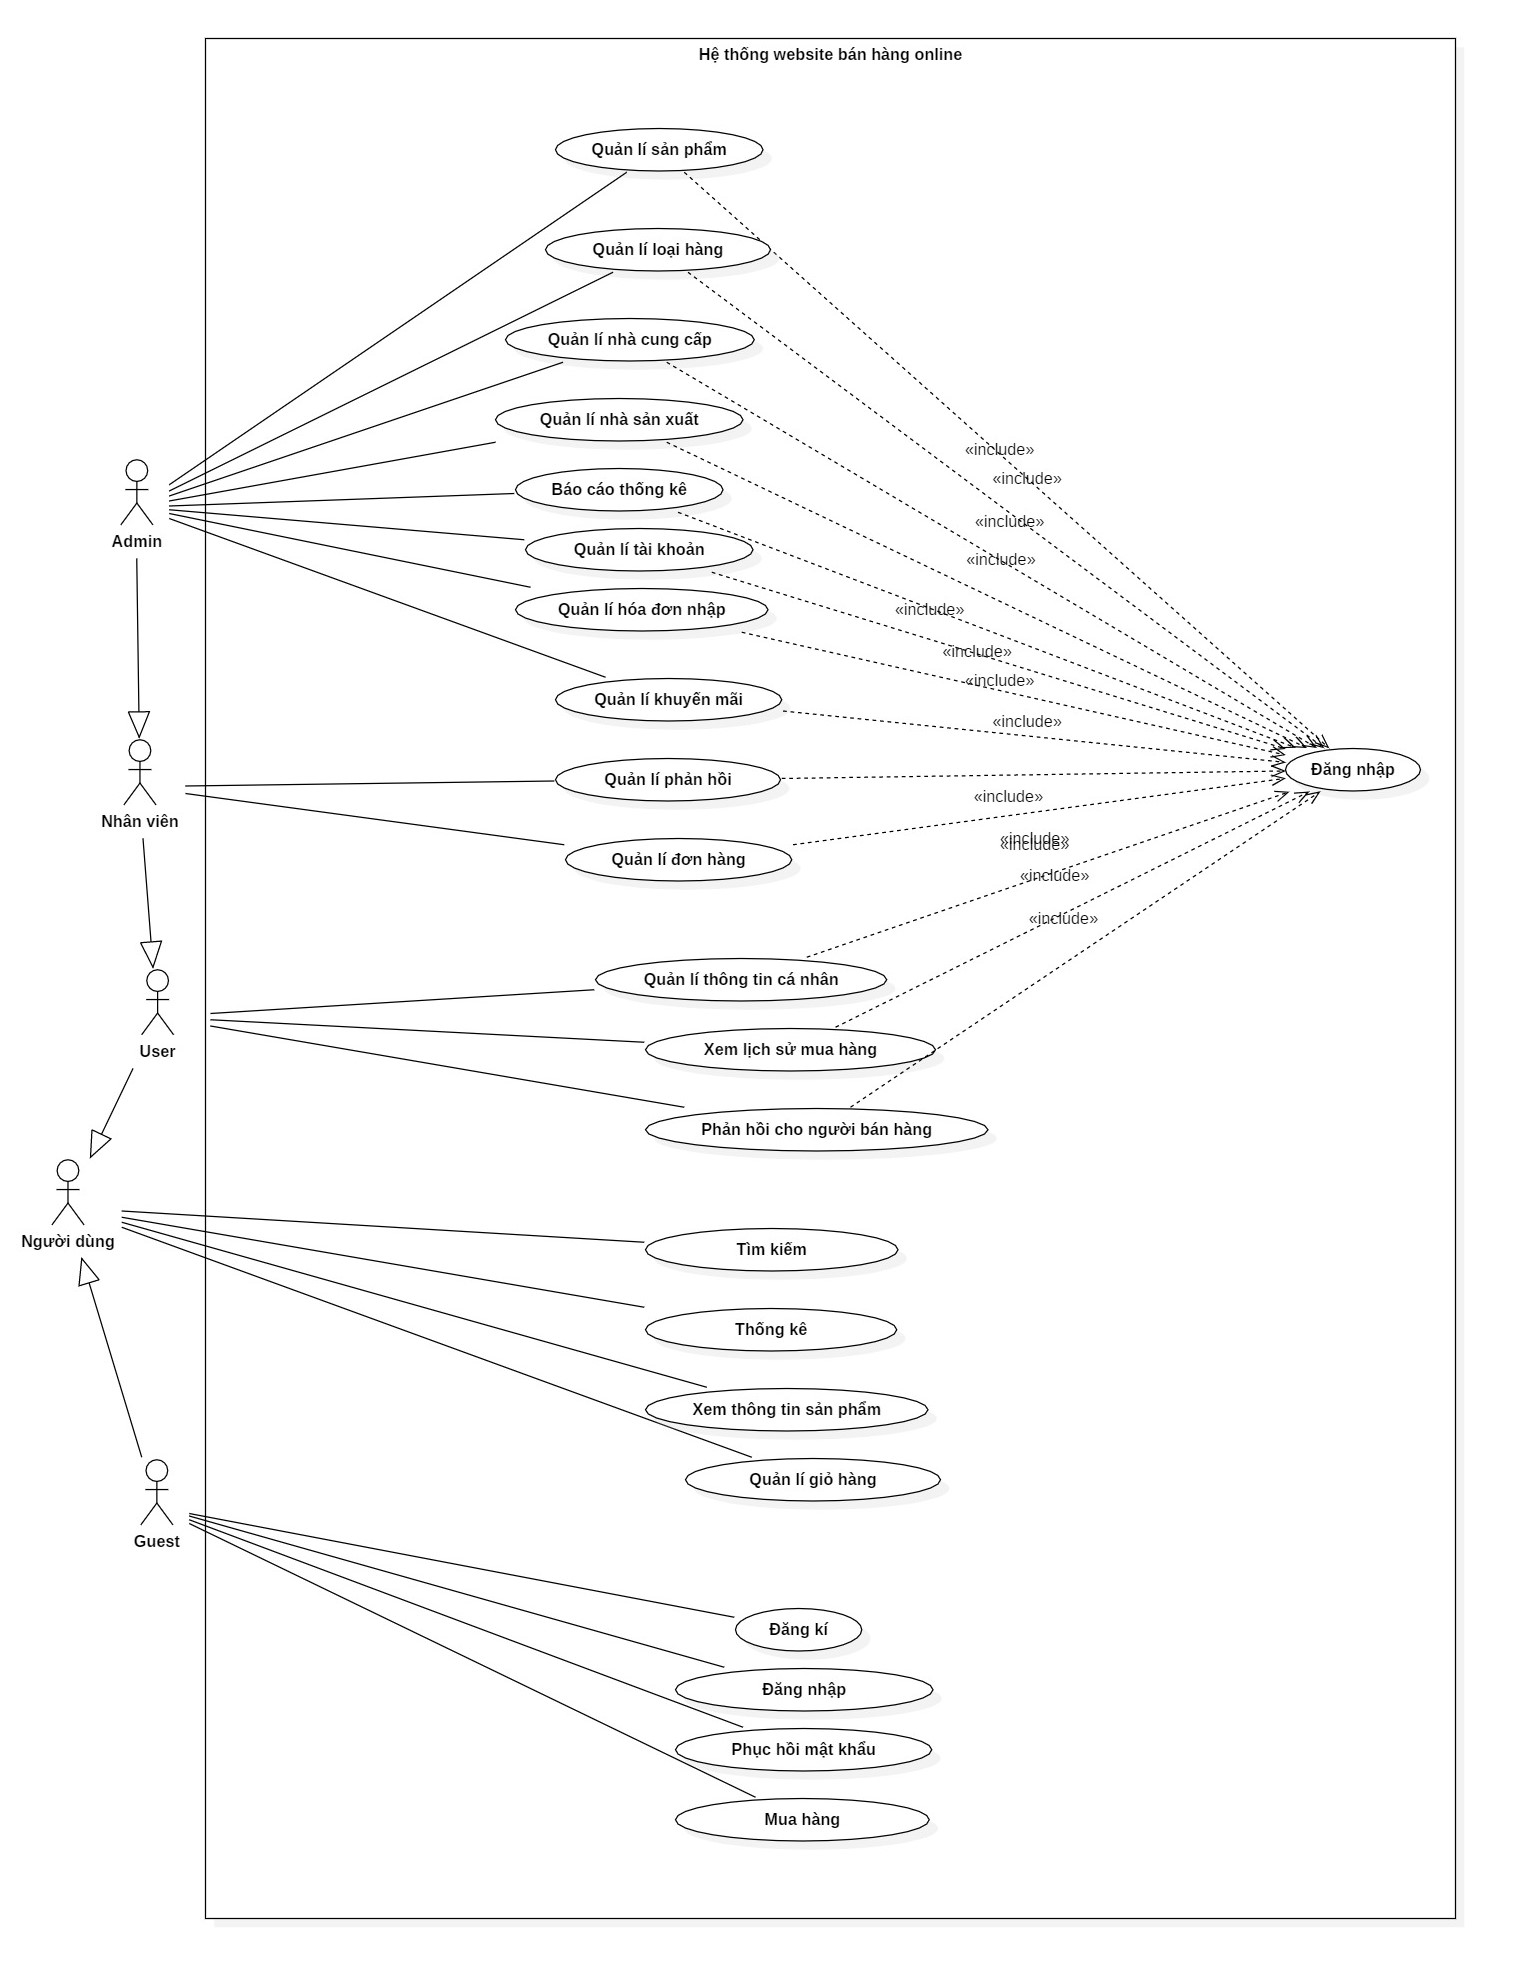 Hệ thống website bán hàng online
Quản lí sản phẩm
Quản lí loại hàng
Quản lí nhà cung cấp
Quản lí nhà sản xuất
«include»
«include»
Báo cáo thống kê
«include»
Admin
Quản lí tài khoản
«include»
Quản lí hóa đơn nhập
«include»
«include»
«include»
Quản lí khuyến mãi
«include»
Đăng nhập
Quản lí phản hồi
«include»
Nhân viên
«include»
«include»
Quản lí đơn hàng
«include»
«include»
Quản lí thông tin cá nhân
User
Xem lịch sử mua hàng
Phản hồi cho người bán hàng
Người dùng
Tìm kiếm
Thống kê
Xem thông tin sản phẩm
Quản lí giỏ hàng
Guest
Đăng kí
Đăng nhập
Phục hồi mật khẩu
Mua hàng